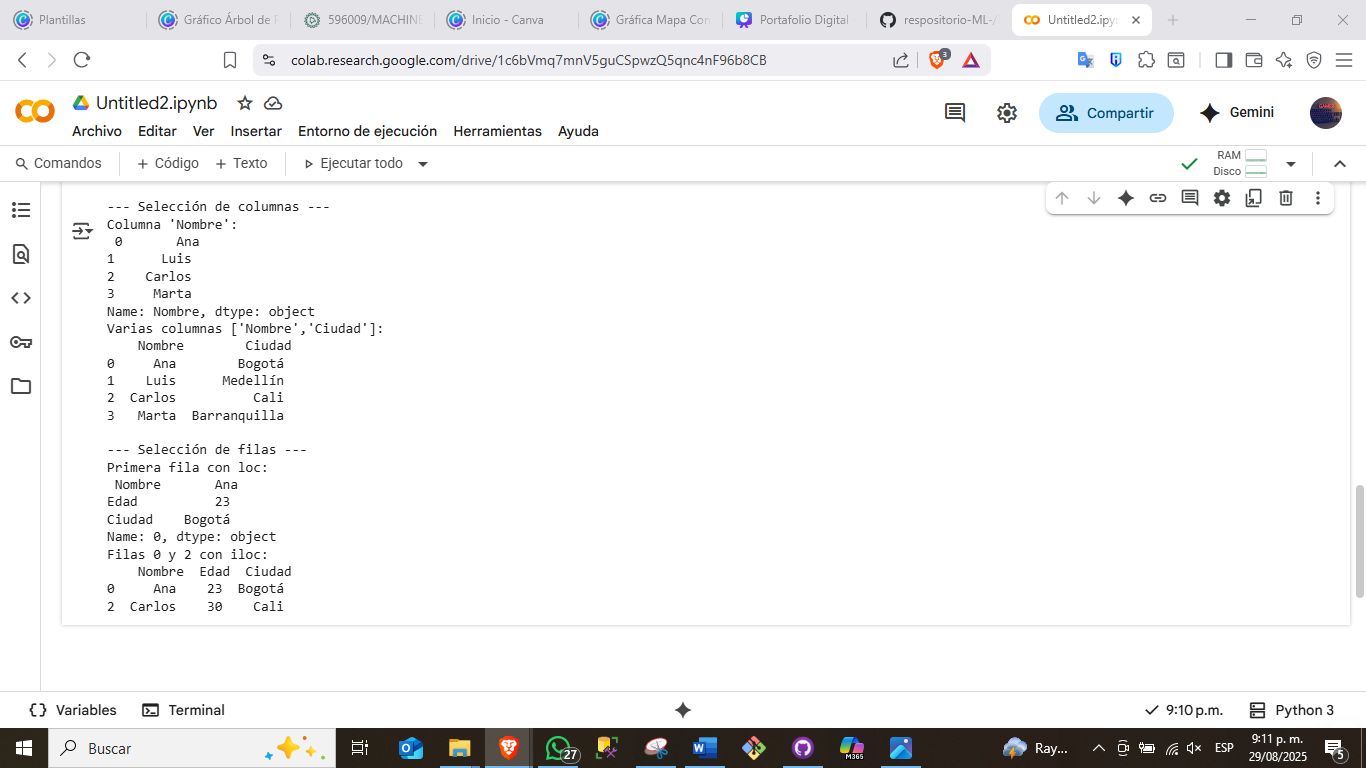 Plantillas
Gráfico Árbol de
596009/MACHINE
Inicio - Canva
Gráfica Mapa Con
Portafolio Digital
respositorio-ML-/
Untitled2.ipyn
colab.research.google.com/drive/1c6bVmq7mnV5guCSpwzQ5qnc4nF96b8CB
3
Untitled2.ipynb
Archivo Editar Ver Insertar Entorno de ejecución Herramientas Ayuda
Compartir
Gemini
Comandos + Código + Texto Ejecutar todo
RAM
Disco
--- Selección de columnas ---
Columna 'Nombre':
0 Ana
1 Luis
2 Carlos
3 Marta
Name: Nombre, dtype: object
Varias columnas ['Nombre','Ciudad']:
Nombre Ciudad
0 Ana Bogotá
1 Luis Medellín
2 Carlos Cali
3 Marta Barranquilla
--- Selección de filas ---
Primera fila con loc:
Nombre Ana
Edad 23
Ciudad Bogotá
Name: 0, dtype: object
Filas 0 y 2 con iloc:
Nombre Edad Ciudad
0 Ana 23 Bogotá
2 Carlos 30 Cali
Variables Terminal
9:10 p.m. Python 3
Buscar
27
M365
Ray...
ESP
9:11 p. m.
29/08/2025
5